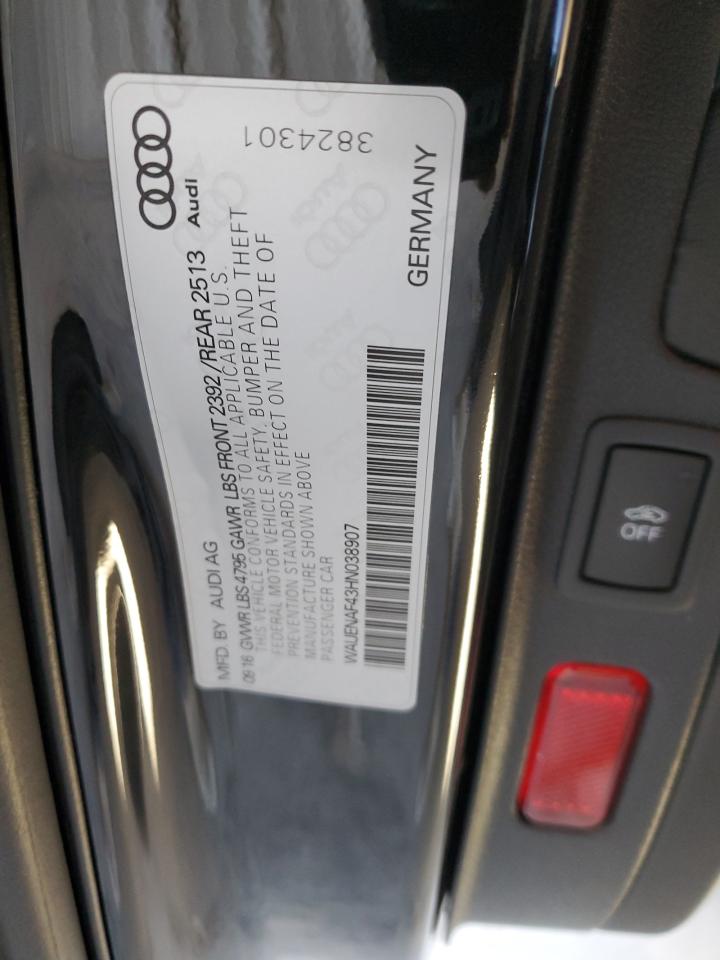 MFD. BY AUDI AG
09 16 GVWR LBS 4795 GAWR LBS FRONT 2392/REAR 2513
THIS VEHICLE CONFORMS TO ALL APPLICABLE U.S.
FEDERAL MOTOR VEHICLE SAFETY, BUMPER AND THEFT
PREVENTION STANDARDS IN EFFECT ON THE DATE OF
MANUFACTURE SHOWN ABOVE
PASSENGER CAR
WAUENAF43HN038907
Audi
3824301
GERMANY
OFF